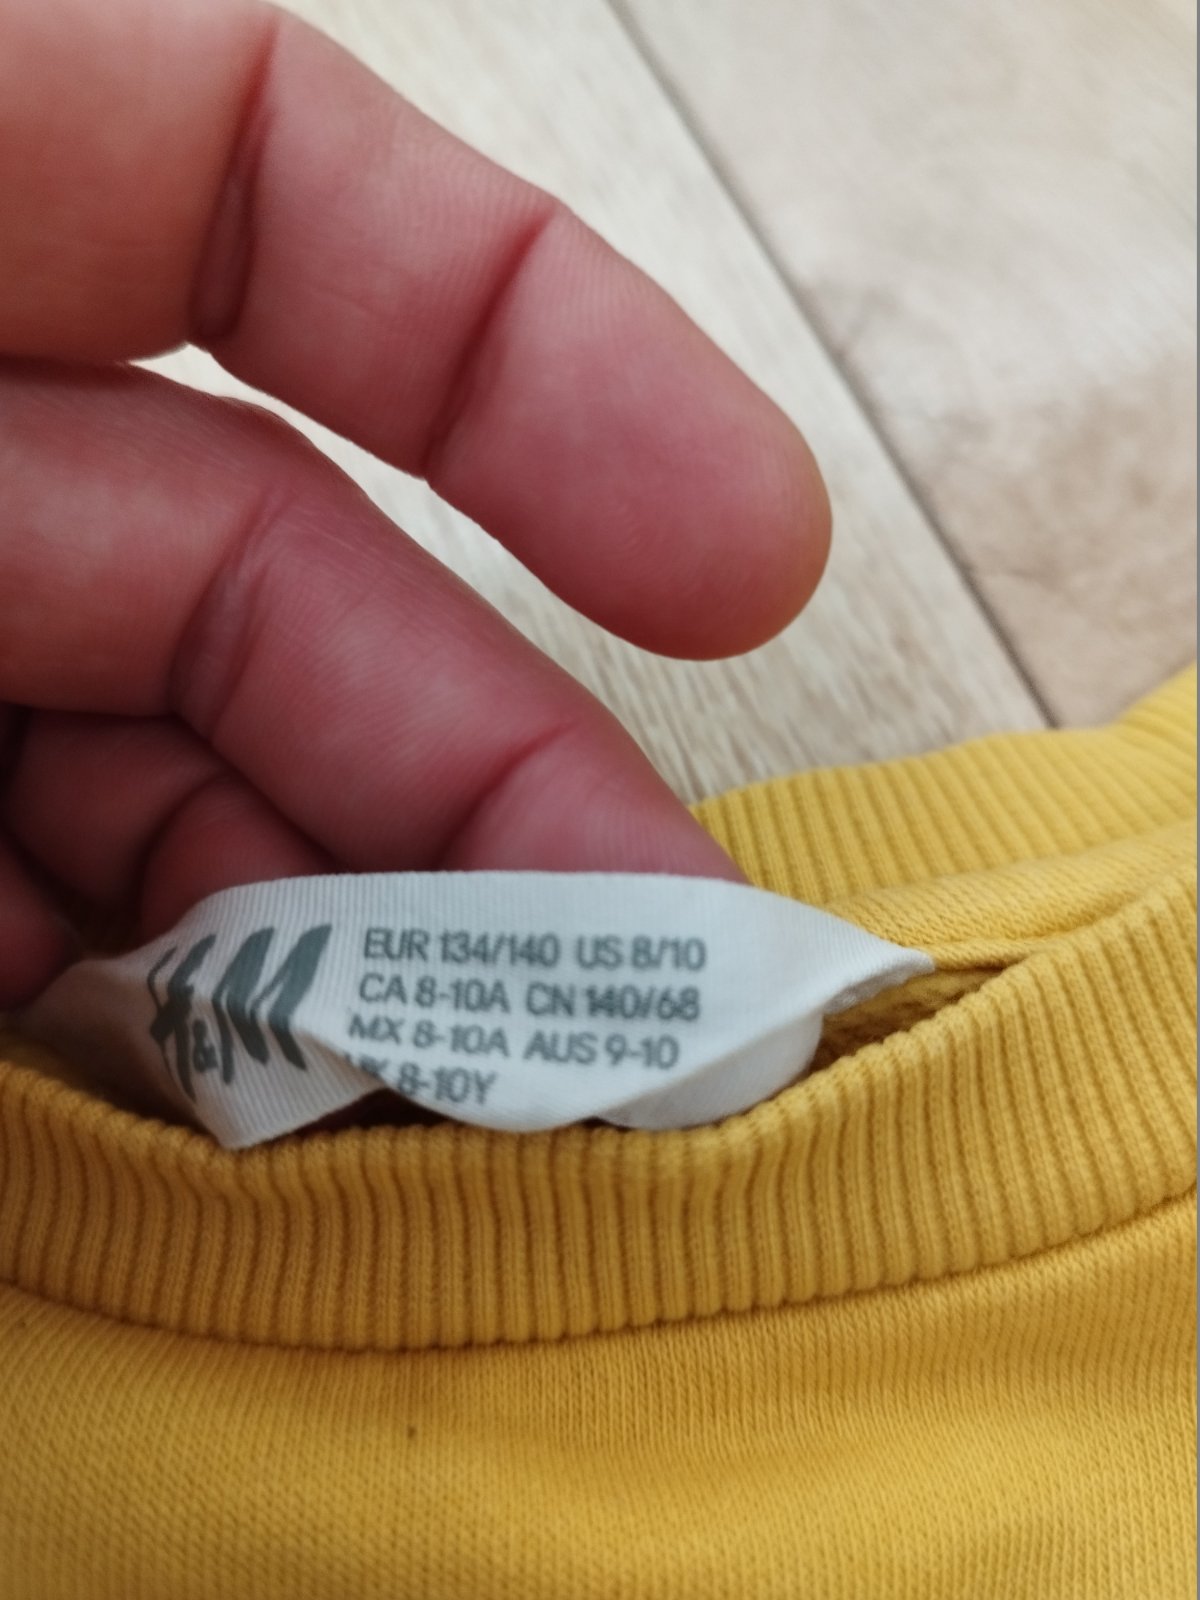 H&M
EUR 134/140 US 8/10
CA 8-10A CN 140/68
MX 8-10A AUS 9-10
UK 8-10Y